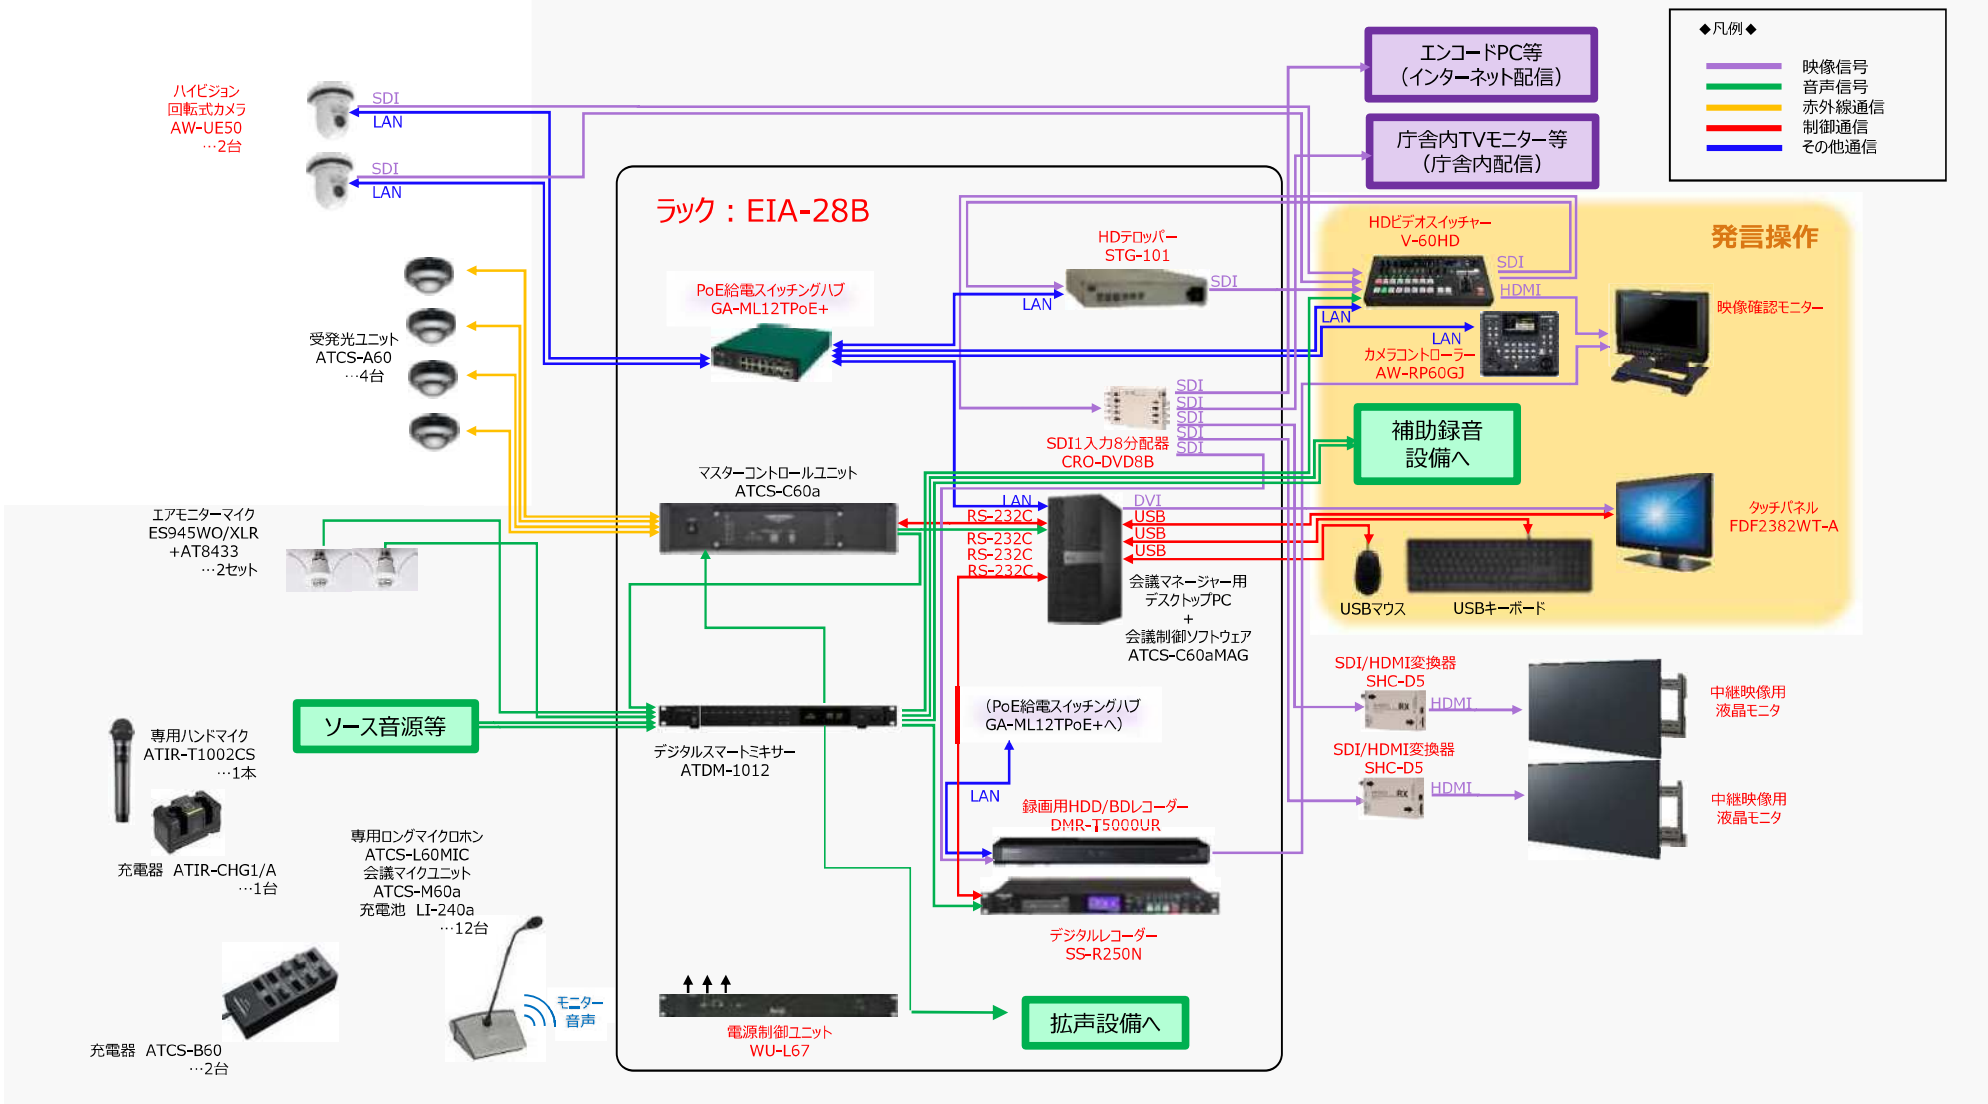 ◆凡例◆
映像信号
音声信号
赤外線通信
制御通信
その他通信
エンコードPC等
（インターネット配信）
庁舎内TVモニター等
（庁舎内配信）
ハイビジョン
回転式カメラ
AW-UE50
…2台
SDI
LAN
SDI
LAN
ラック：EIA-28B
HDテロッパー
STG-101
SDI
LAN
PoE給電スイッチングハブ
GA-ML12TPoE+
発言操作
HDビデオスイッチャー
V-60HD
SDI
HDMI
LAN
LAN
カメラコントローラー
AW-RP60GJ
映像確認モニター
受発光ユニット
ATCS-A60
…4台
SDI
SDI
SDI
SDI
SDI
SDI1入力8分配器
CRO-DVD8B
補助録音
設備へ
マスターコントロールユニット
ATCS-C60a
LAN
RS-232C
RS-232C
RS-232C
RS-232C
DVI
USB
USB
USB
タッチパネル
FDF2382WT-A
USBマウス
USBキーボード
会議マネージャー用
デスクトップPC
+
会議制御ソフトウェア
ATCS-C60aMAG
エアモニターマイク
ES945WO/XLR
+AT8433
…2セット
ソース音源等
デジタルスマートミキサー
ATDM-1012
（PoE給電スイッチングハブ
GA-ML12TPoE+へ）
LAN
SDI/HDMI変換器
SHC-D5
HDMI
中継映像用
液晶モニタ
SDI/HDMI変換器
SHC-D5
HDMI
中継映像用
液晶モニタ
RX
RX
専用ハンドマイク
ATIR-T1002CS
…1本
充電器 ATIR-CHG1/A
…1台
専用ロングマイクロホン
ATCS-L60MIC
会議マイクユニット
ATCS-M60a
充電池 LI-240a
…12台
録画用HDD/BDレコーダー
DMR-T5000UR
デジタルレコーダー
SS-R250N
充電器 ATCS-B60
…2台
モニター
音声
電源制御ユニット
WU-L67
拡声設備へ